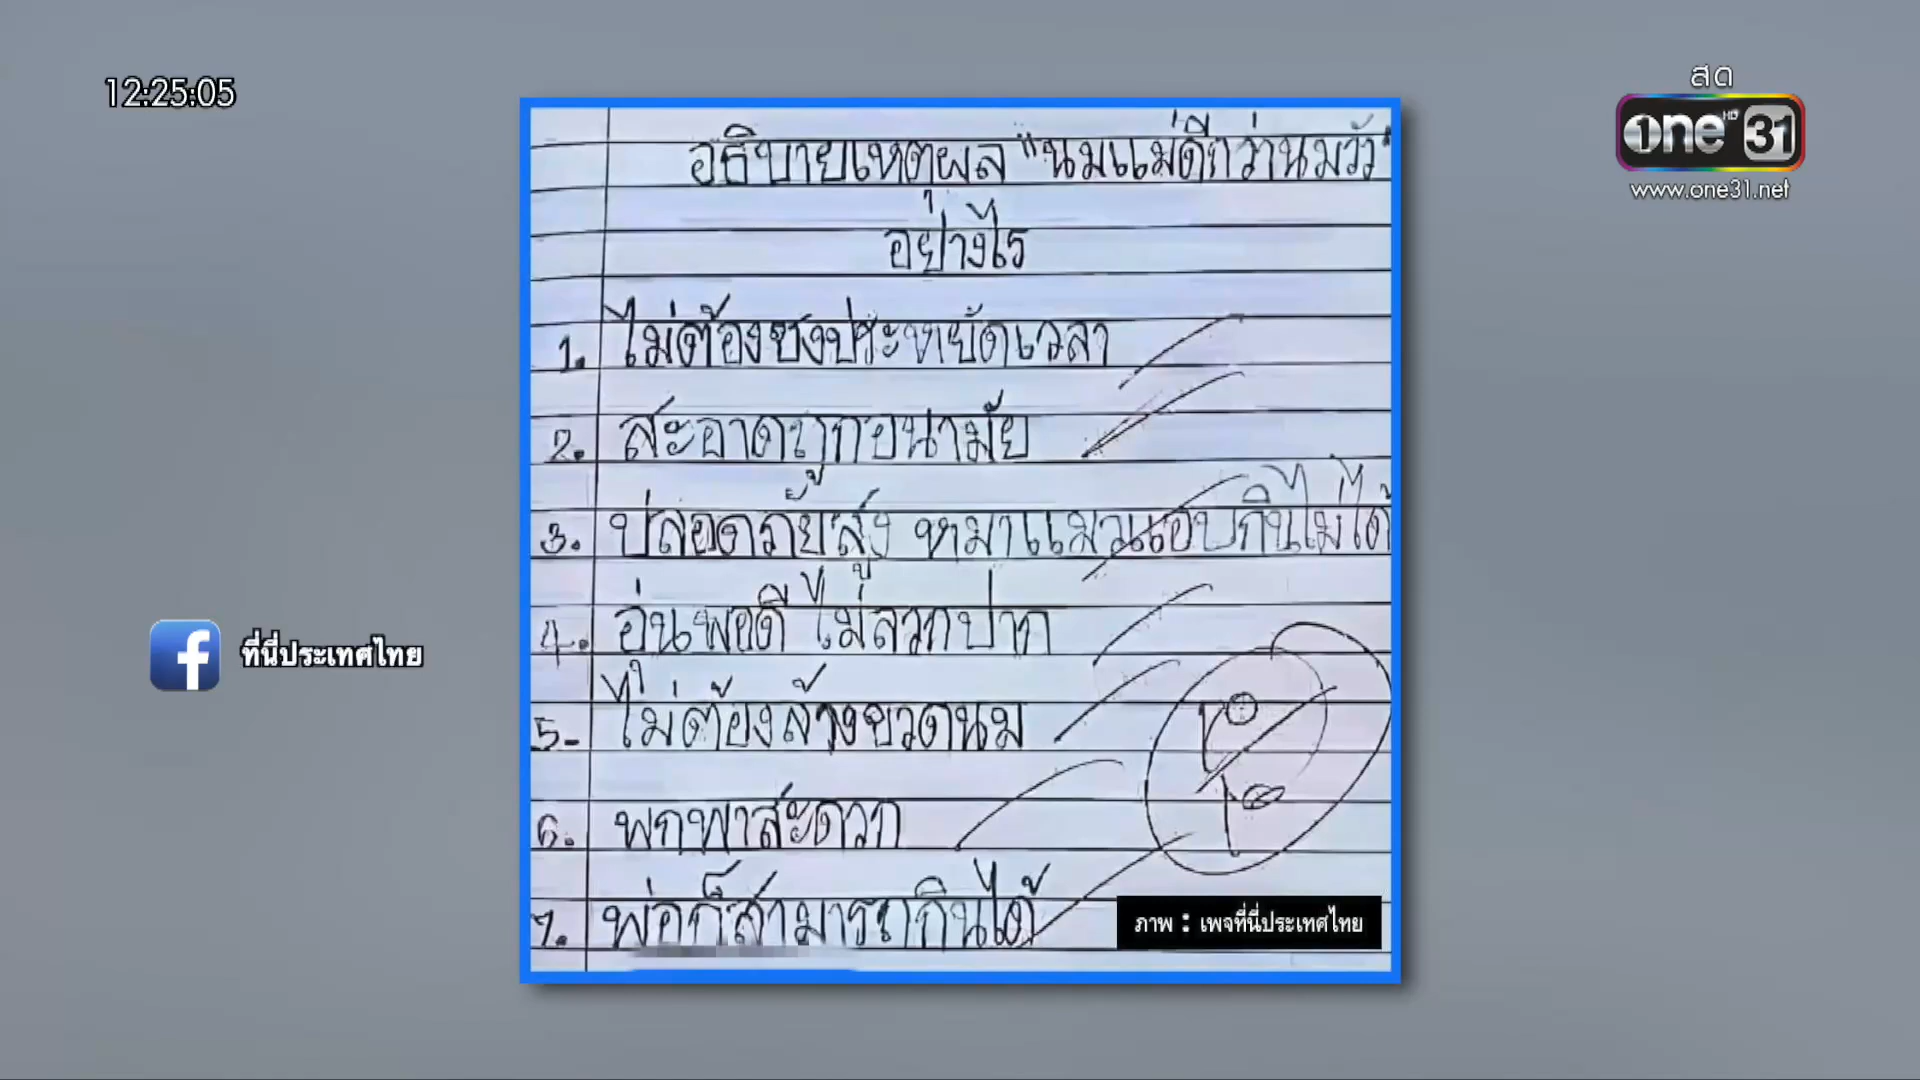 12:25:05
สด
one HD 31
www.one31.net
อธิบายเหตุผล "นมแม่ดีกว่านมวัว"
อย่างไร
1. ไม่ต้องชงประหยัดเวลา
2. สะอาดถูกอนามัย
3. ปลอดภัยสูง หมาแมวแอบกินไม่ได้
4. อุ่นพอดี ไม่ลวกปาก
5- ไม่ต้องล้างขวดนม
6. พกพาสะดวก
7. พ่อก็สามารถกินได้
ที่นี่ประเทศไทย
ภาพ : เพจที่นี่ประเทศไทย